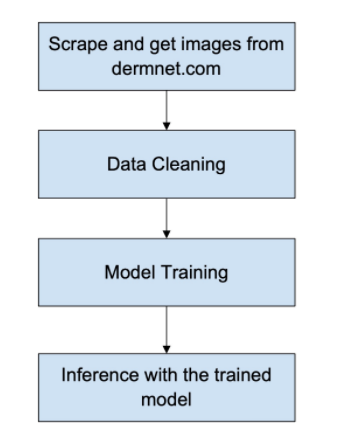 Scrape and get images from
dermnet.com
Data Cleaning
Model Training
Inference with the trained
model